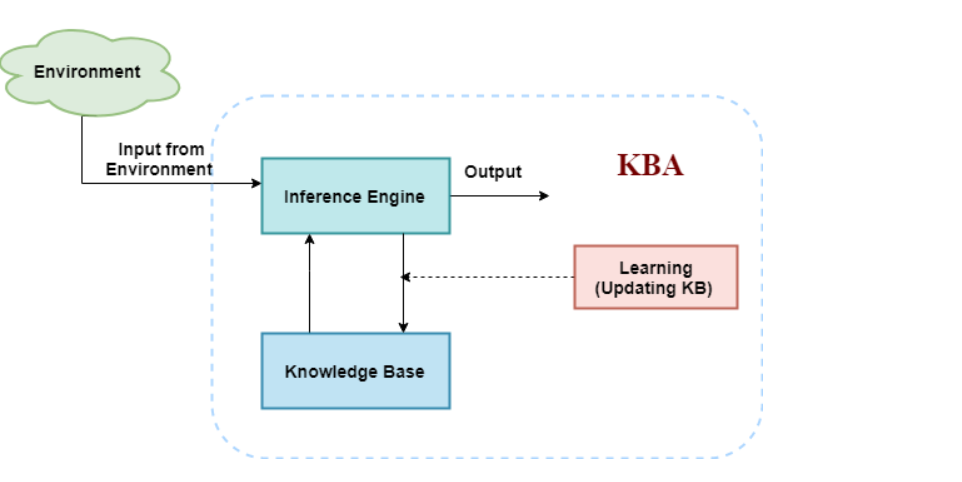 Environment
Input from
Environment
Inference Engine
Output
KBA
Learning
(Updating KB)
Knowledge Base